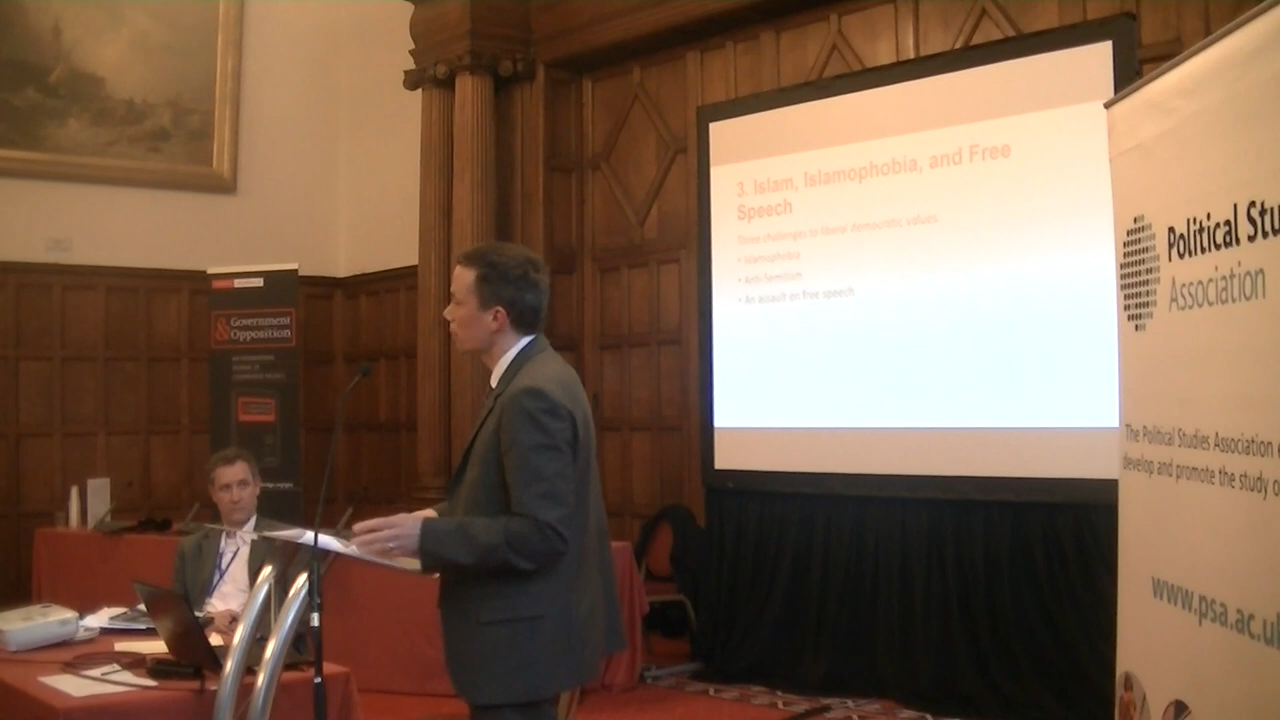 3. Islam, Islamophobia, and Free
Speech
Three challenges to liberal democratic values
• Islamophobia
• Anti-Semitism
• An assault on free speech
Government
& Opposition
Political Stu
Association
The Political Studies Association
develop and promote the study o
www.psa.ac.u